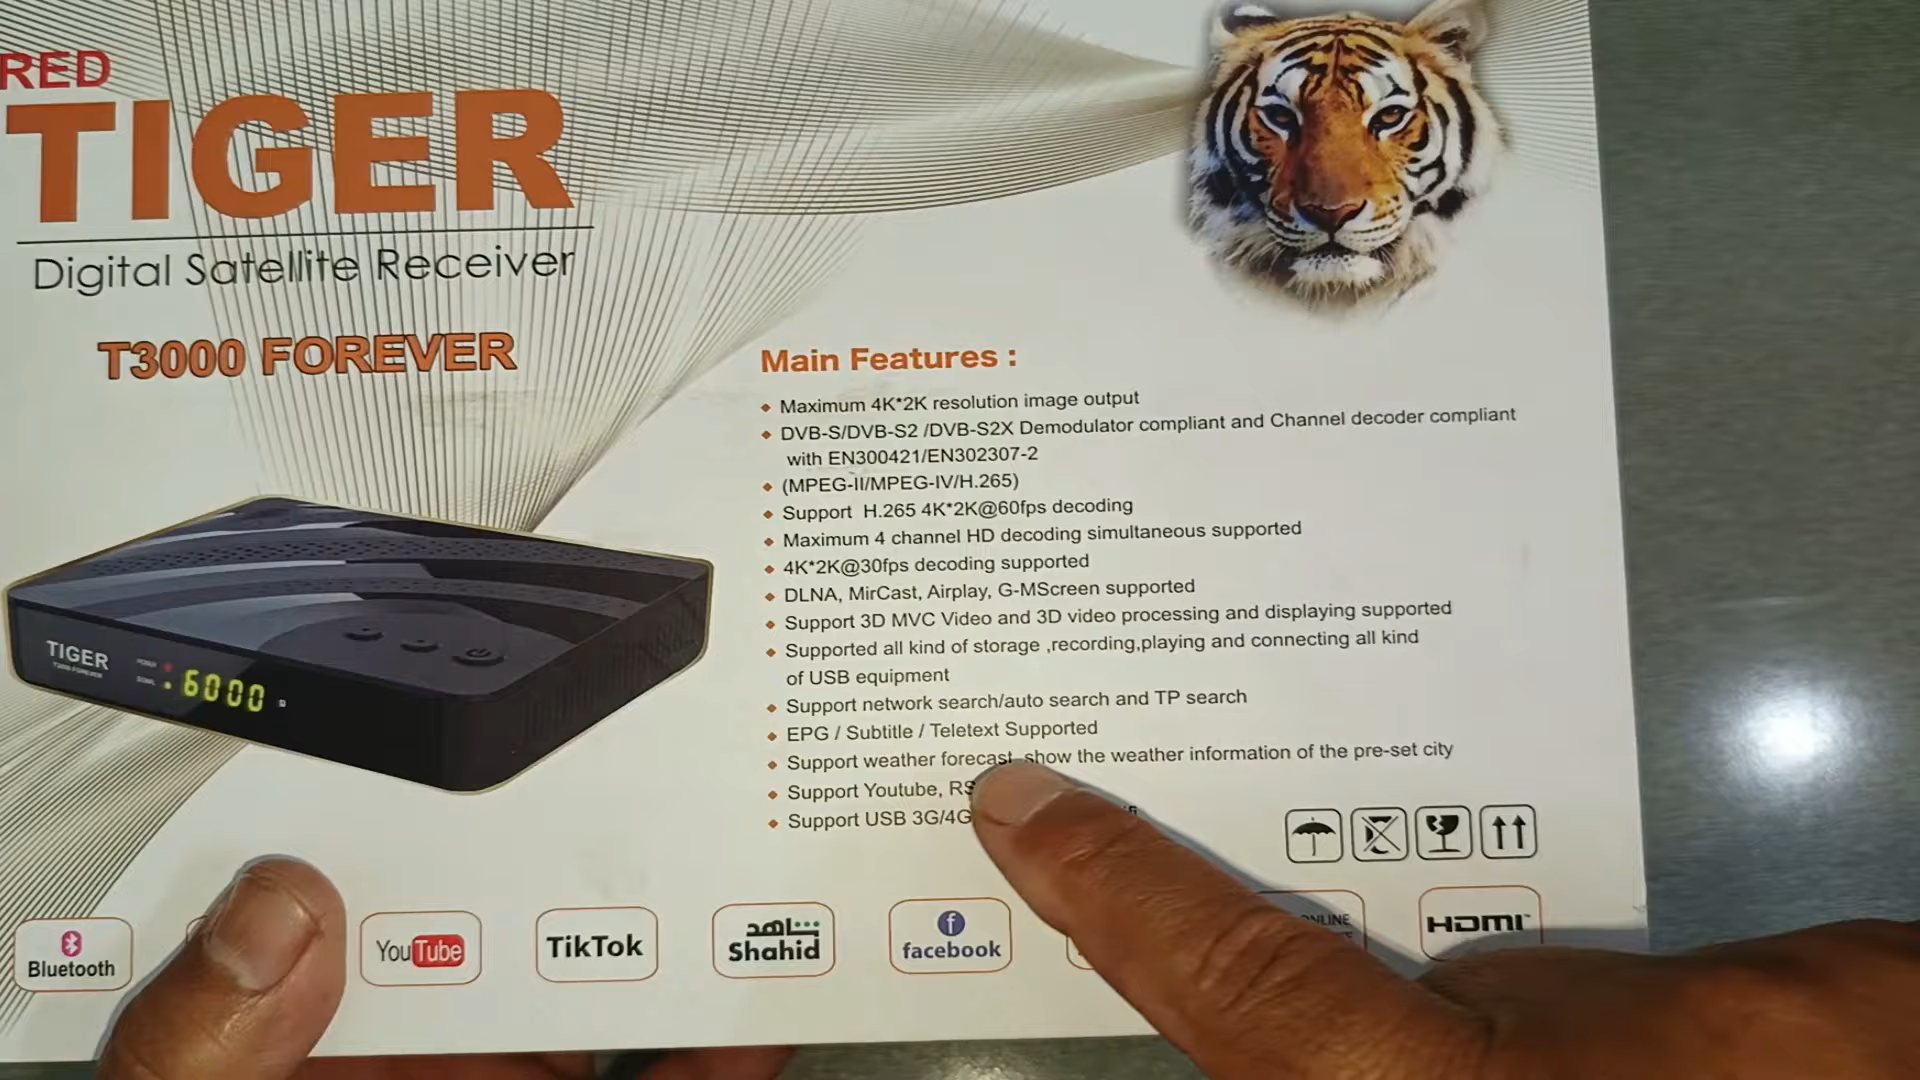 RED
TIGER
Digital Satellite Receiver
T3000 FOREVER
Main Features :
Maximum 4K*2K resolution image output
DVB-S/DVB-S2 /DVB-S2X Demodulator compliant and Channel decoder compliant
with EN300421/EN302307-2
(MPEG-II/MPEG-IV/H.265)
Support H.265 4K*2K@60fps decoding
Maximum 4 channel HD decoding simultaneous supported
4K*2K@30fps decoding supported
DLNA, MirCast, Airplay, G-MScreen supported
Support 3D MVC Video and 3D video processing and displaying supported
Supported all kind of storage ,recording,playing and connecting all kind
of USB equipment
Support network search/auto search and TP search
EPG / Subtitle / Teletext Supported
Support weather forecast show the weather information of the pre-set city
Support Youtube,
Support USB 3G/4G
TIGER
T3000 FOREVER
POWER
6000
Bluetooth
YouTube
TikTok
شاهد
Shahid
f
facebook
HDMI